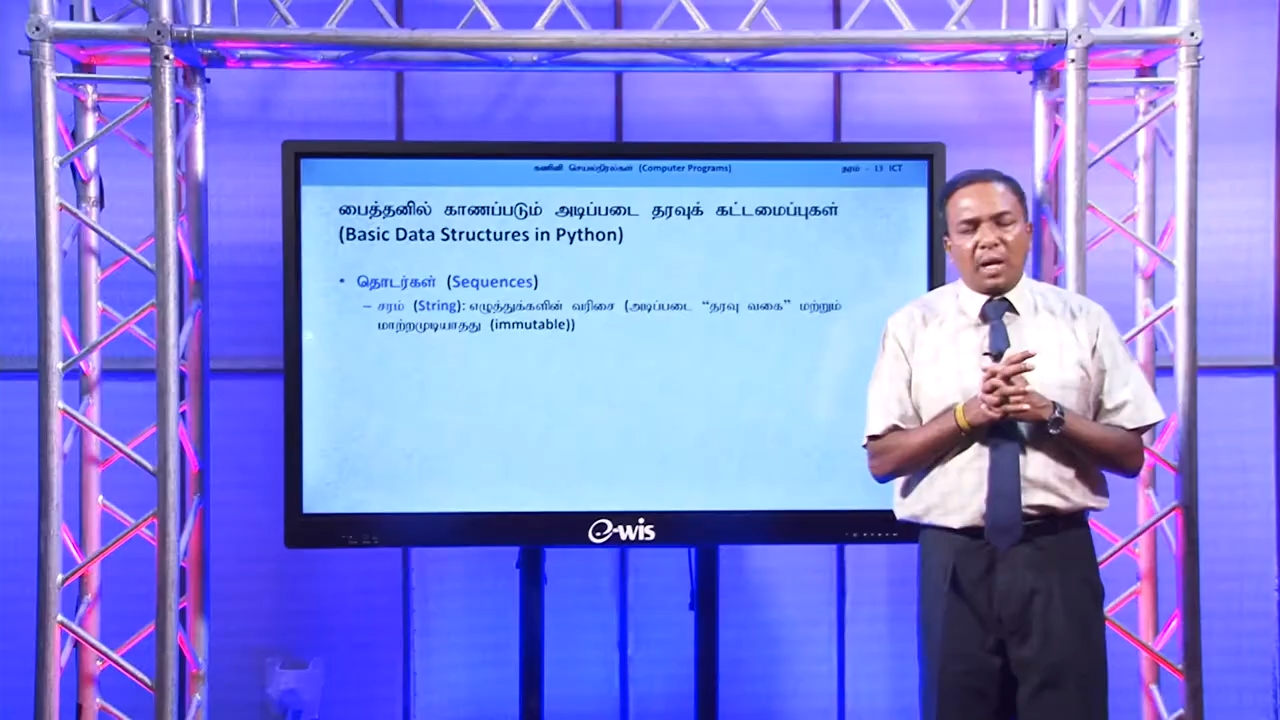 கணினி செயல்நிரல்கள் (Computer Programs)
தரம் - 13 ICT
பைத்தனில் காணப்படும் அடிப்படை தரவுக் கட்டமைப்புகள்
(Basic Data Structures in Python)
• தொடர்கள் (Sequences)
– சரம் (String): எழுத்துக்களின் வரிசை (அடிப்படை “தரவு வகை” மற்றும்
மாற்றமுடியாதது (immutable))
e-wis